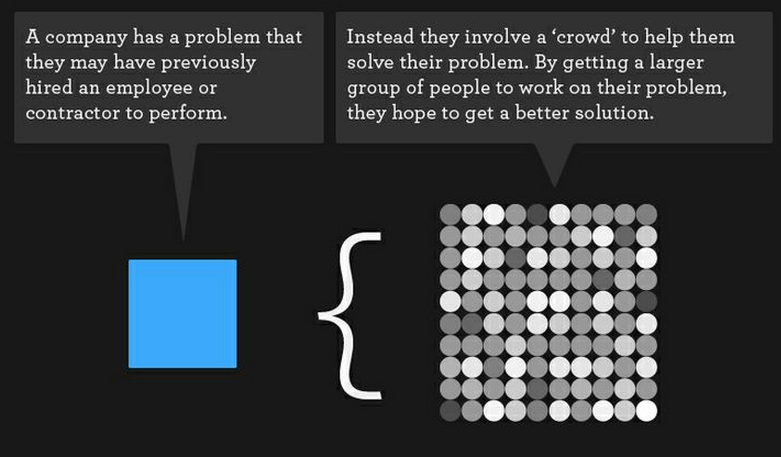 A company has a problem that
they may have previously
hired an employee or
contractor to perform.
Instead they involve a ‘crowd’ to help them
solve their problem. By getting a larger
group of people to work on their problem,
they hope to get a better solution.
{